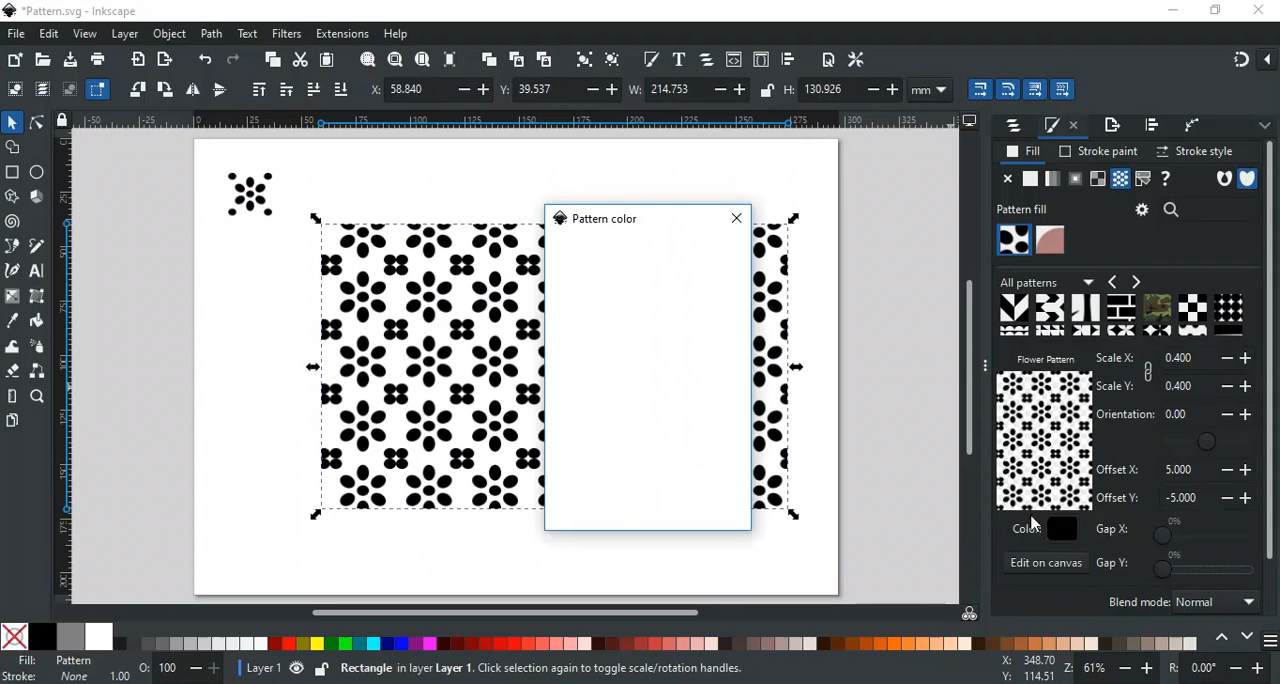 *Pattern.svg - Inkscape
File Edit View Layer Object Path Text Filters Extensions Help
X: 58.840 Y: 39.537 W: 214.753 H: 130.926 mm
Fill Stroke paint Stroke style
Pattern fill
Pattern color
All patterns
Flower Pattern
Scale X: 0.400
Scale Y: 0.400
Orientation: 0.00
Offset X: 5.000
Offset Y: -5.000
Color: Gap X: 0%
Edit on canvas Gap Y: 0%
Blend mode: Normal
Fill: Pattern
Stroke: None 1.00
O: 100
Layer 1
Rectangle in layer Layer 1. Click selection again to toggle scale/rotation handles.
X: 348.70
Y: 114.51
Z: 61% R: 0.00°